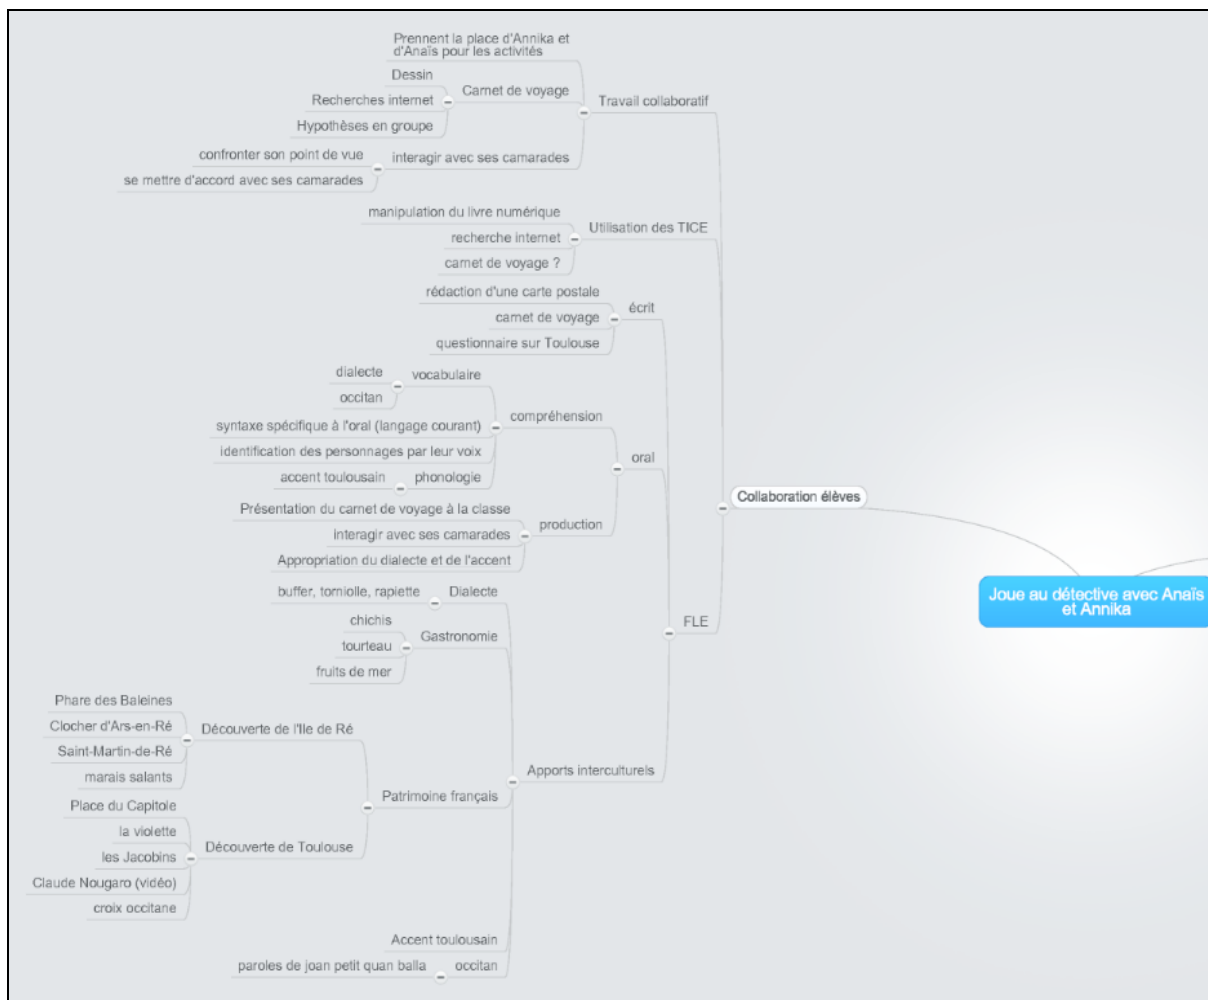 Prennent la place d'Annika et
d'Anaïs pour les activités
Dessin
Carnet de voyage
Recherches internet
Travail collaboratif
Hypothèses en groupe
confronter son point de vue
interagir avec ses camarades
se mettre d'accord avec ses camarades
manipulation du livre numérique
Utilisation des TICE
recherche internet
carnet de voyage ?
rédaction d'une carte postale
écrit
carnet de voyage
questionnaire sur Toulouse
dialecte
vocabulaire
occitan
compréhension
syntaxe spécifique à l'oral (langage courant)
identification des personnages par leur voix
oral
accent toulousain
phonologie
Collaboration élèves
Présentation du carnet de voyage à la classe
production
interagir avec ses camarades
Appropriation du dialecte et de l'accent
buffer, torniolle, rapiette
Dialecte
Joue au détective avec Anaïs
et Annika
chichis
FLE
Gastronomie
tourteau
fruits de mer
Phare des Baleines
Découverte de l'Ile de Ré
Clocher d'Ars-en-Ré
Saint-Martin-de-Ré
Apports interculturels
marais salants
Patrimoine français
Place du Capitole
la violette
Découverte de Toulouse
les Jacobins
Claude Nougaro (vidéo)
croix occitane
Accent toulousain
paroles de joan petit quan balla
occitan